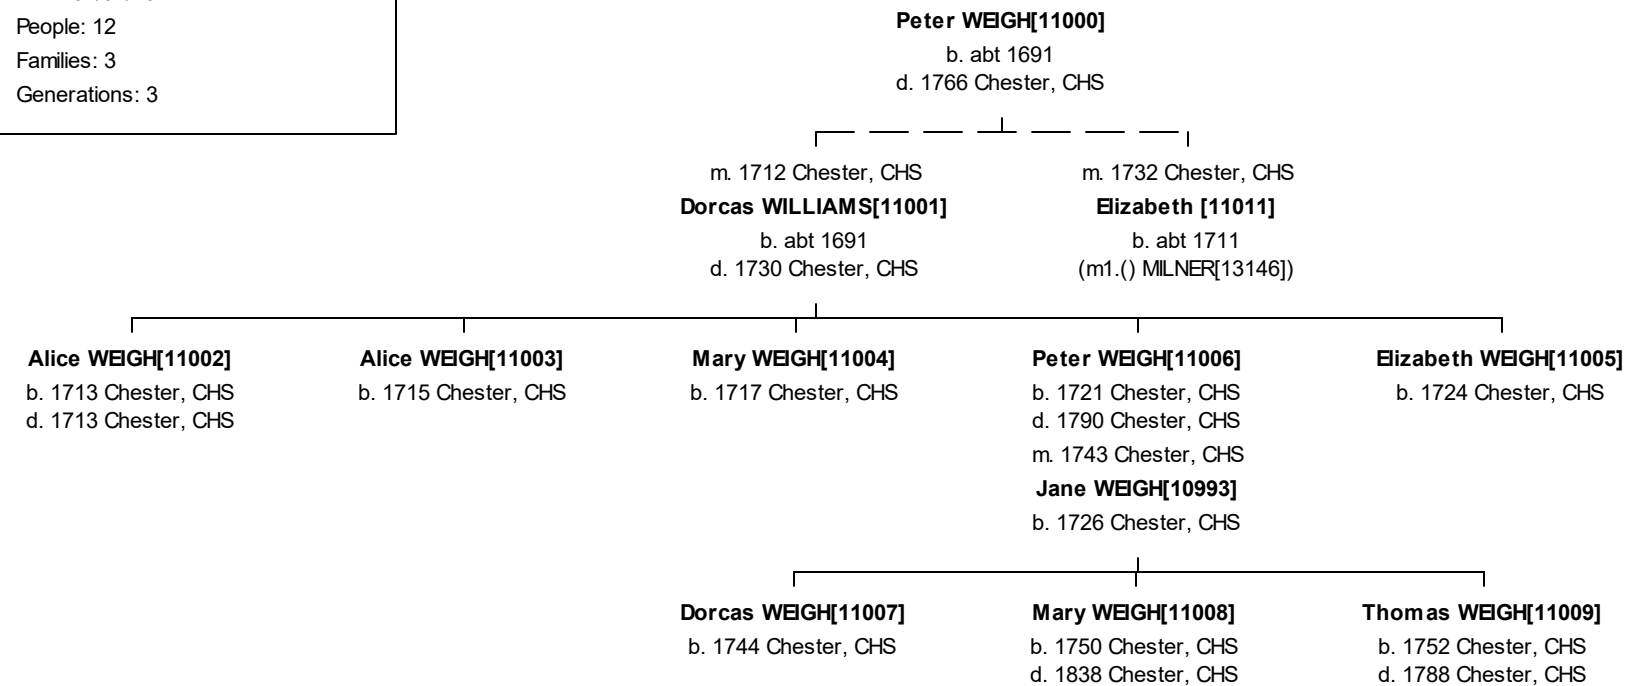 People: 12
Families: 3
Generations: 3
Peter WEIGH[11000]
b. abt 1691
d. 1766 Chester, CHS
m. 1712 Chester, CHS
Dorcas WILLIAMS[11001]
b. abt 1691
d. 1730 Chester, CHS
m. 1732 Chester, CHS
Elizabeth [11011]
b. abt 1711
(m1.() MILNER[13146])
Alice WEIGH[11002]
b. 1713 Chester, CHS
d. 1713 Chester, CHS
Alice WEIGH[11003]
b. 1715 Chester, CHS
Mary WEIGH[11004]
b. 1717 Chester, CHS
Peter WEIGH[11006]
b. 1721 Chester, CHS
d. 1790 Chester, CHS
m. 1743 Chester, CHS
Jane WEIGH[10993]
b. 1726 Chester, CHS
Elizabeth WEIGH[11005]
b. 1724 Chester, CHS
Dorcas WEIGH[11007]
b. 1744 Chester, CHS
Mary WEIGH[11008]
b. 1750 Chester, CHS
d. 1838 Chester, CHS
Thomas WEIGH[11009]
b. 1752 Chester, CHS
d. 1788 Chester, CHS